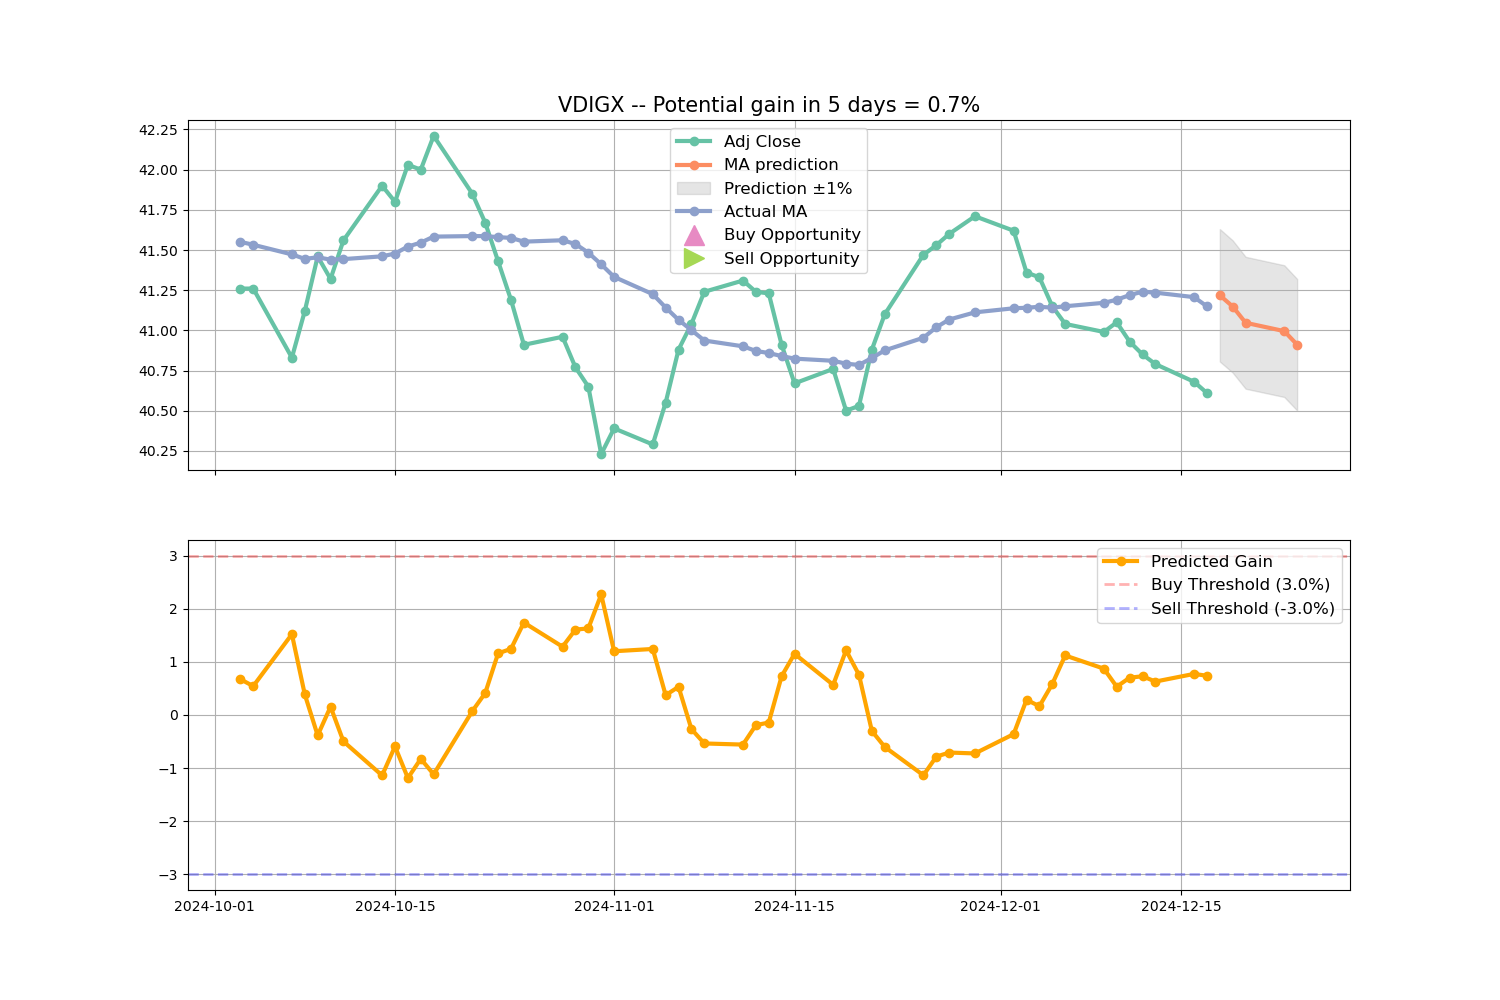 VDIGX -- Potential gain in 5 days = 0.7%
42.25
42.00
41.75
41.50
41.25
41.00
40.75
40.50
40.25
Adj Close
MA prediction
Prediction ±1%
Actual MA
Buy Opportunity
Sell Opportunity
3
2
1
0
−1
−2
−3
Predicted Gain
Buy Threshold (3.0%)
Sell Threshold (-3.0%)
2024-10-01
2024-10-15
2024-11-01
2024-11-15
2024-12-01
2024-12-15